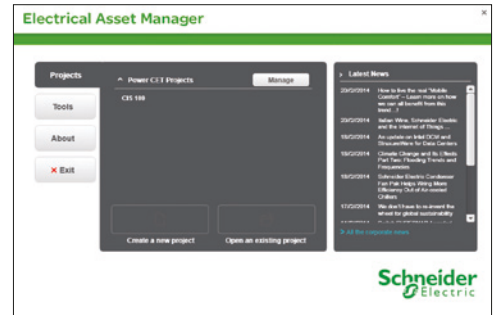 Electrical Asset Manager
×
Projects
Tools
About
× Exit
Power CET Projects
Manage
CIS 100
Create a new project
Open an existing project
Latest News
20/2/2014 How to live the real "Mobile
Comfort" – Learn more on how
we can all benefit from this
trend...!
20/2/2014 Italian Wine, Schneider Electric
and the Internet of Things...
19/2/2014 An update on Intel DCM and
StruxureWare for Data Centers
18/2/2014 Climate Change and Its Effects
Part Two: Flooding Trends and
Frequencies
18/2/2014 Schneider Electric Condenser
Fan Pak Helps Wring More
Efficiency Out of Air-cooled
Chillers
17/2/2014 We don't have to re-invent the
wheel for global sustainability
> All the corporate news
Schneider
Electric